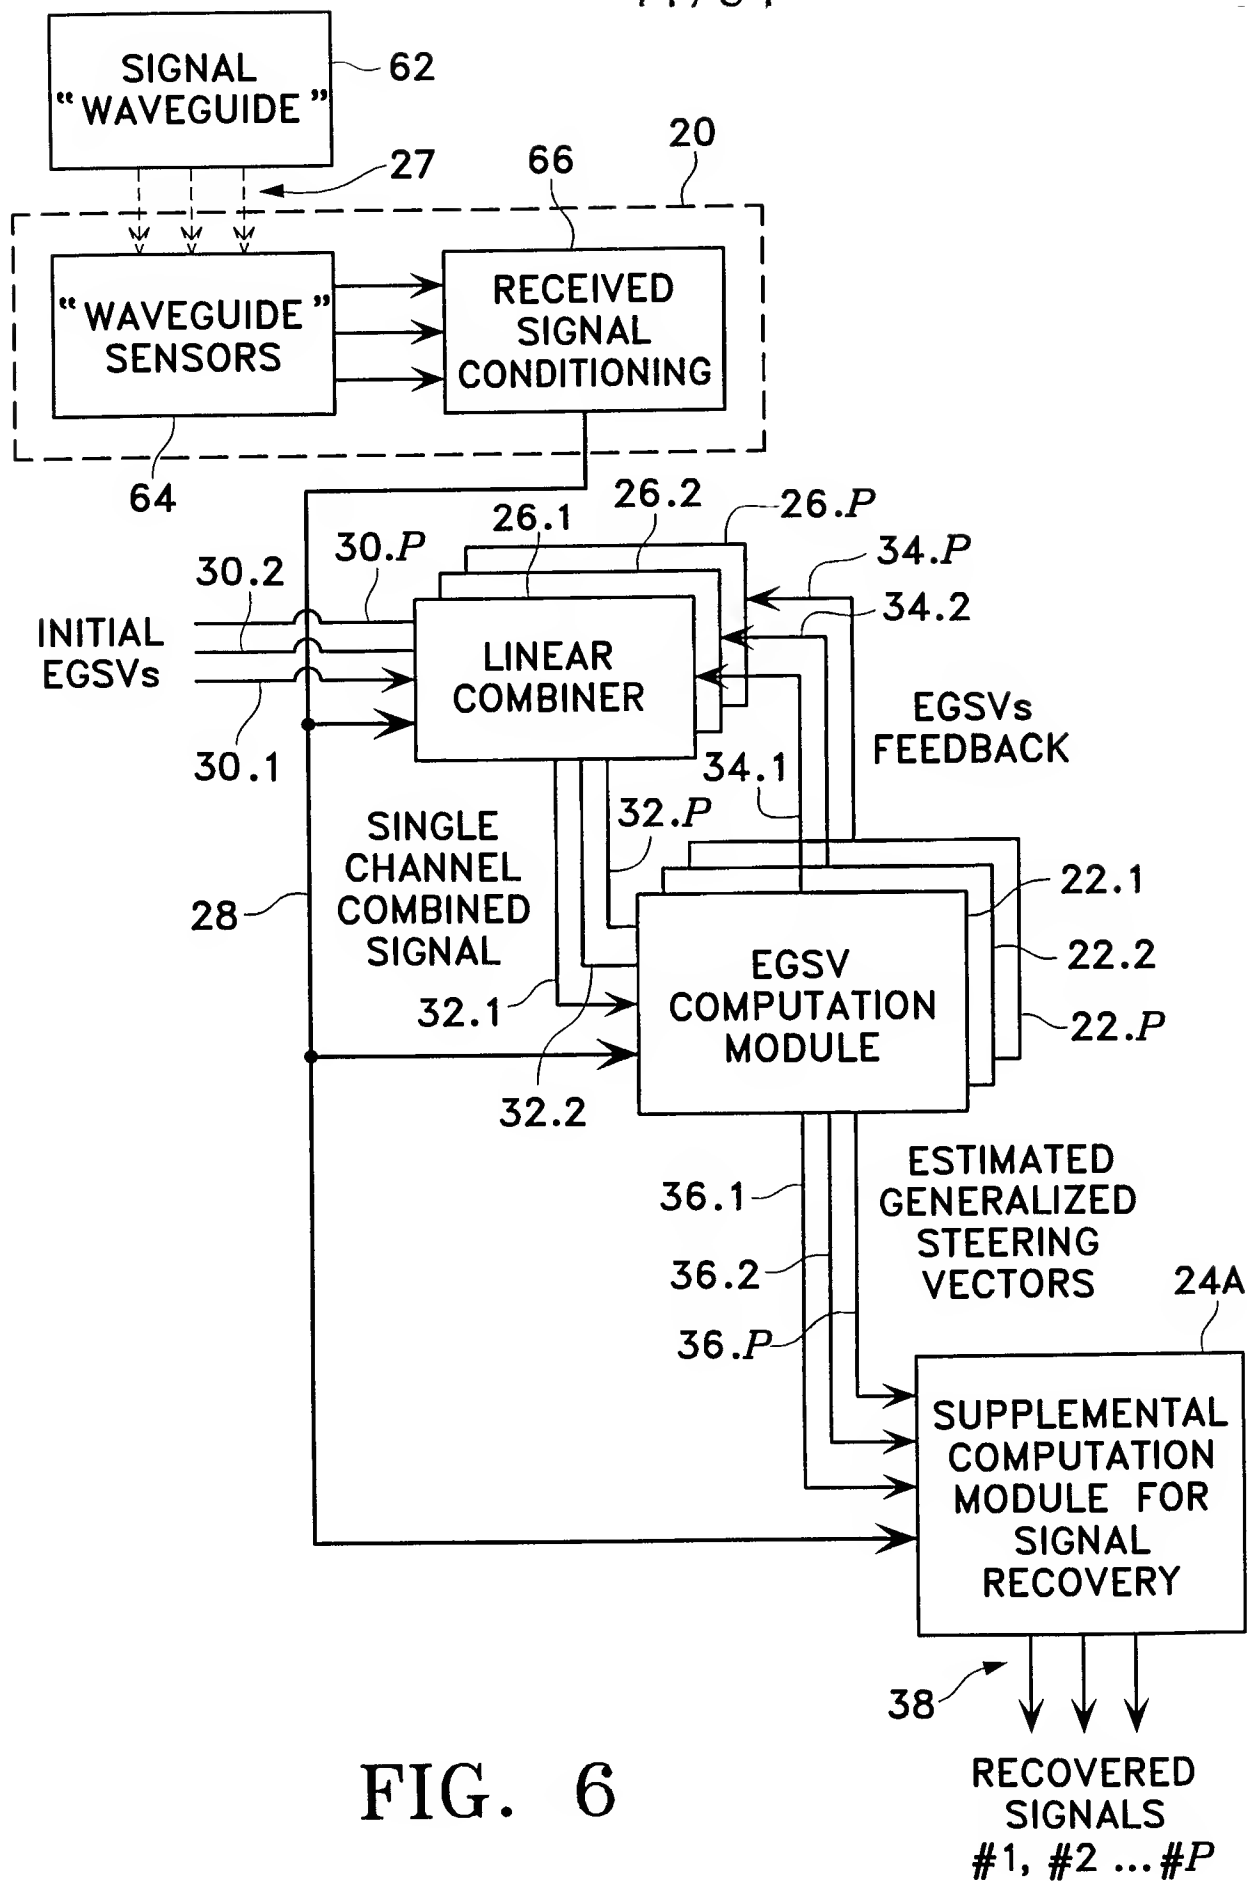 SIGNAL
“WAVEGUIDE”
62
27
20
66
“WAVEGUIDE”
SENSORS
RECEIVED
SIGNAL
CONDITIONING
64
26.1
26.2
26.P
30.P
30.2
34.P
34.2
INITIAL
EGSVs
LINEAR
COMBINER
30.1
EGSVs
FEEDBACK
34.1
32.P
SINGLE
CHANNEL
COMBINED
SIGNAL
28
22.1
22.2
22.P
EGSV
COMPUTATION
MODULE
32.1
32.2
ESTIMATED
GENERALIZED
STEERING
VECTORS
36.1
36.2
36.P
24A
SUPPLEMENTAL
COMPUTATION
MODULE FOR
SIGNAL
RECOVERY
38
RECOVERED
SIGNALS
#1, #2 ... #P
FIG. 6